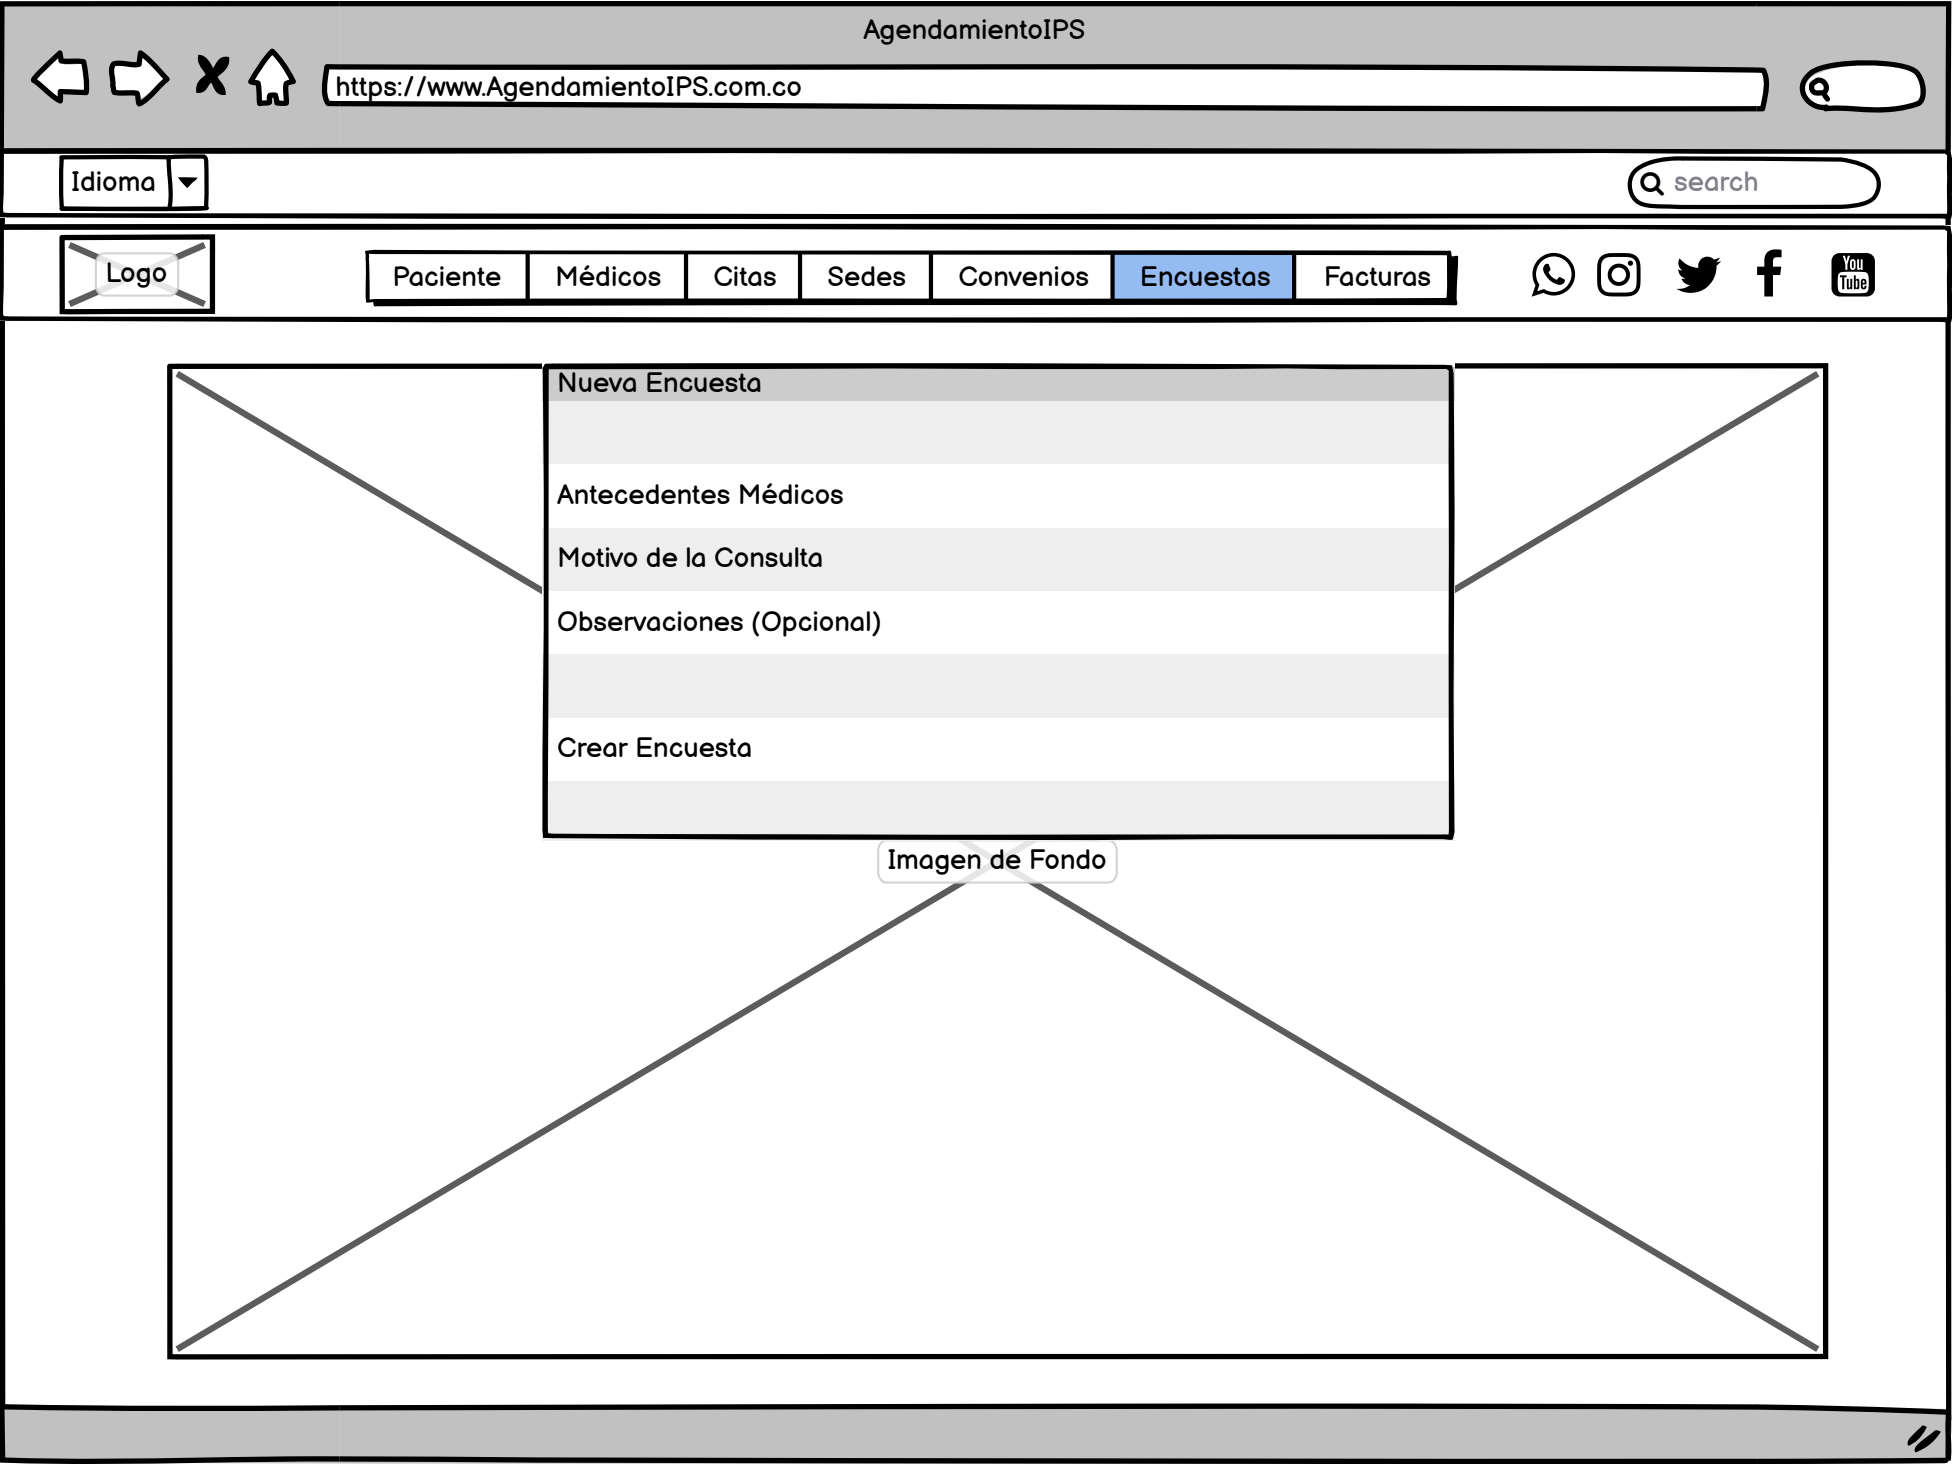 AgendamientoIPS
https://www.AgendamientoIPS.com.co
Idioma
search
Logo
Paciente Médicos Citas Sedes Convenios Encuestas Facturas
You
Tube
Nueva Encuesta
Antecedentes Médicos
Motivo de la Consulta
Observaciones (Opcional)
Crear Encuesta
Imagen de Fondo